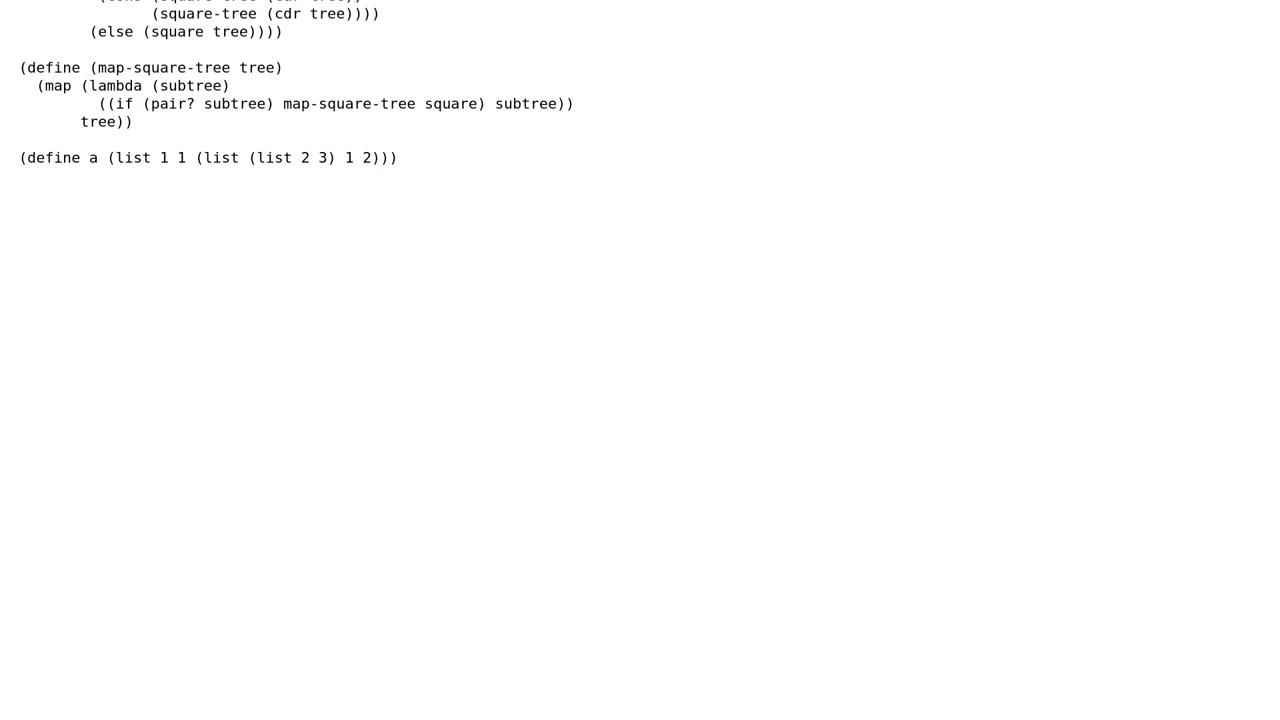 (square-tree (cdr tree))))
(else (square tree))))
(define (map-square-tree tree)
(map (lambda (subtree)
((if (pair? subtree) map-square-tree square) subtree))
tree))
(define a (list 1 1 (list (list 2 3) 1 2)))